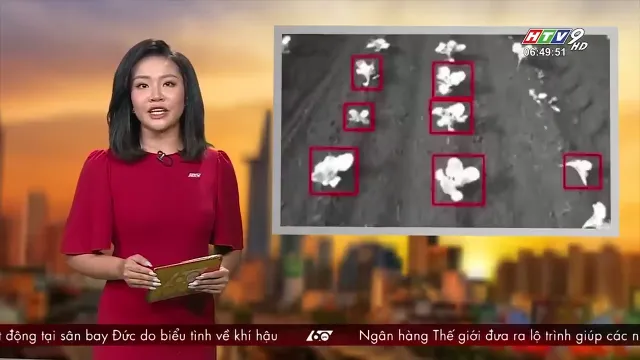 HTV9 HD
06:49:51
t động tại sân bay Đức do biểu tình về khí hậu
60
Ngân hàng Thế giới đưa ra lộ trình giúp các n